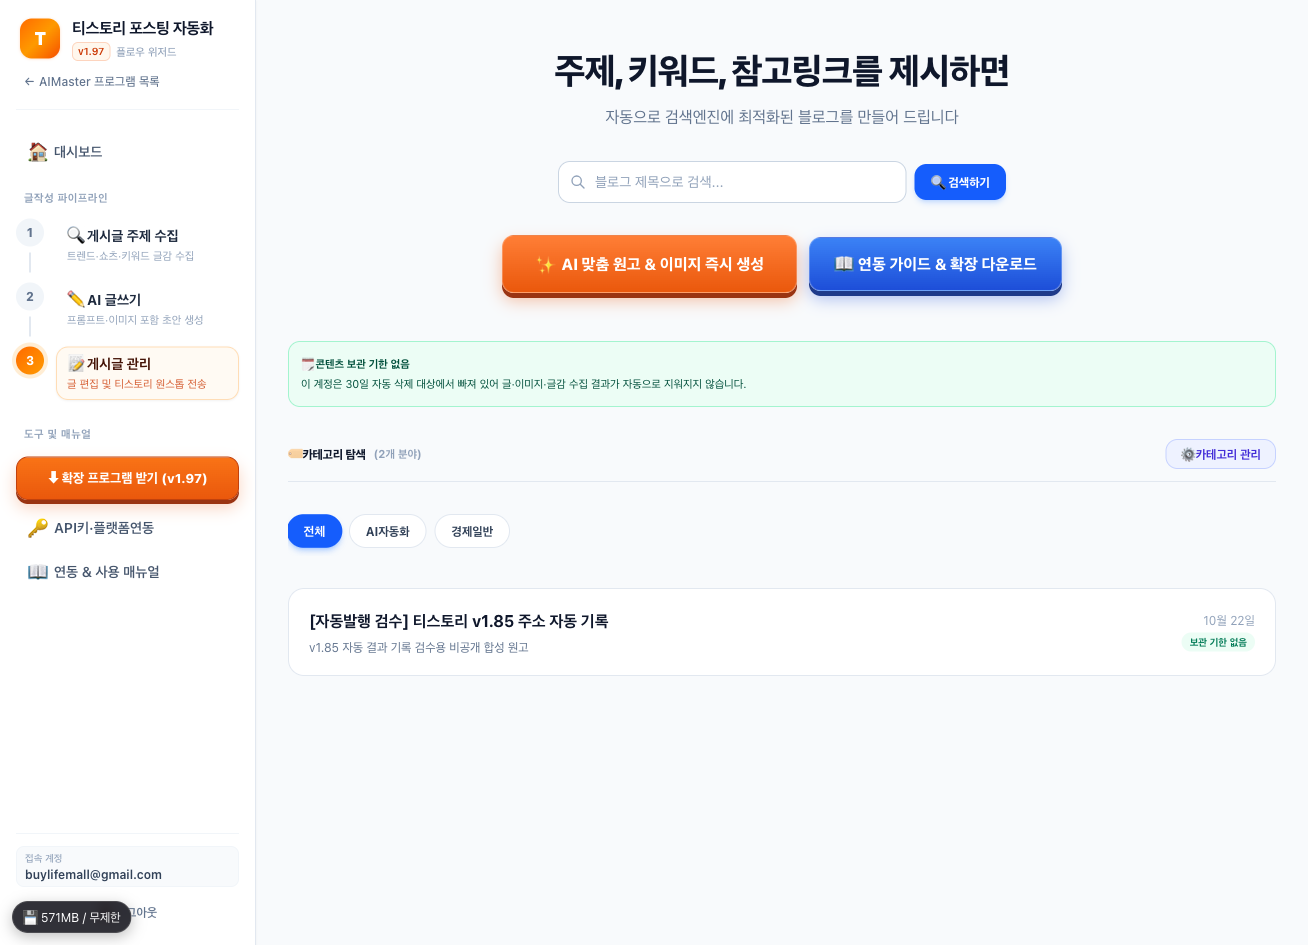 T
티스토리 포스팅 자동화
v1.97 플로우 위저드
← AIMaster 프로그램 목록
대시보드
글작성 파이프라인
1
게시글 주제 수집
트렌드·쇼츠·키워드 글감 수집
2
AI 글쓰기
프롬프트·이미지 포함 초안 생성
3
게시글 관리
글 편집 및 티스토리 원스톱 전송
도구 및 매뉴얼
⬇ 확장 프로그램 받기 (v1.97)
API키·플랫폼연동
연동 & 사용 매뉴얼
접속 계정
buylifemall@gmail.com
571MB / 무제한
그아웃
주제, 키워드, 참고링크를 제시하면
자동으로 검색엔진에 최적화된 블로그를 만들어 드립니다
블로그 제목으로 검색...
검색하기
AI 맞춤 원고 & 이미지 즉시 생성
연동 가이드 & 확장 다운로드
콘텐츠 보관 기한 없음
이 계정은 30일 자동 삭제 대상에서 빠져 있어 글·이미지·글감 수집 결과가 자동으로 지워지지 않습니다.
카테고리 탐색 (2개 분야)
카테고리 관리
전체
AI자동화
경제일반
[자동발행 검수] 티스토리 v1.85 주소 자동 기록
10월 22일
v1.85 자동 결과 기록 검수용 비공개 합성 원고
보관 기한 없음